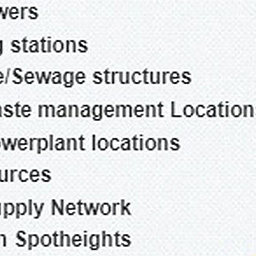 wers
g stations
e/Sewage structures
aste management Location
owerplant locations
urces
upply Network
n Spotheights